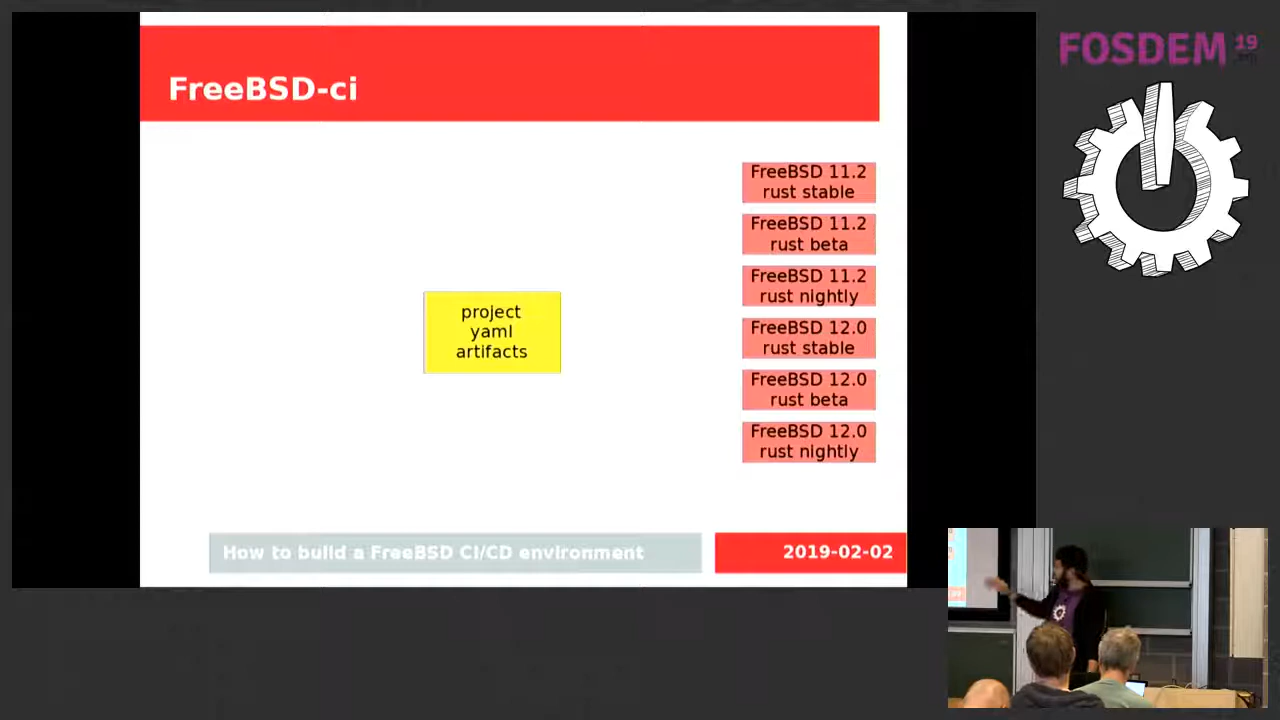 FreeBSD-ci
FreeBSD 11.2
rust stable
FreeBSD 11.2
rust beta
FreeBSD 11.2
rust nightly
FreeBSD 12.0
rust stable
FreeBSD 12.0
rust beta
FreeBSD 12.0
rust nightly
project
yaml
artifacts
How to build a FreeBSD CI/CD environment
2019-02-02
FOSDEM 19
.org